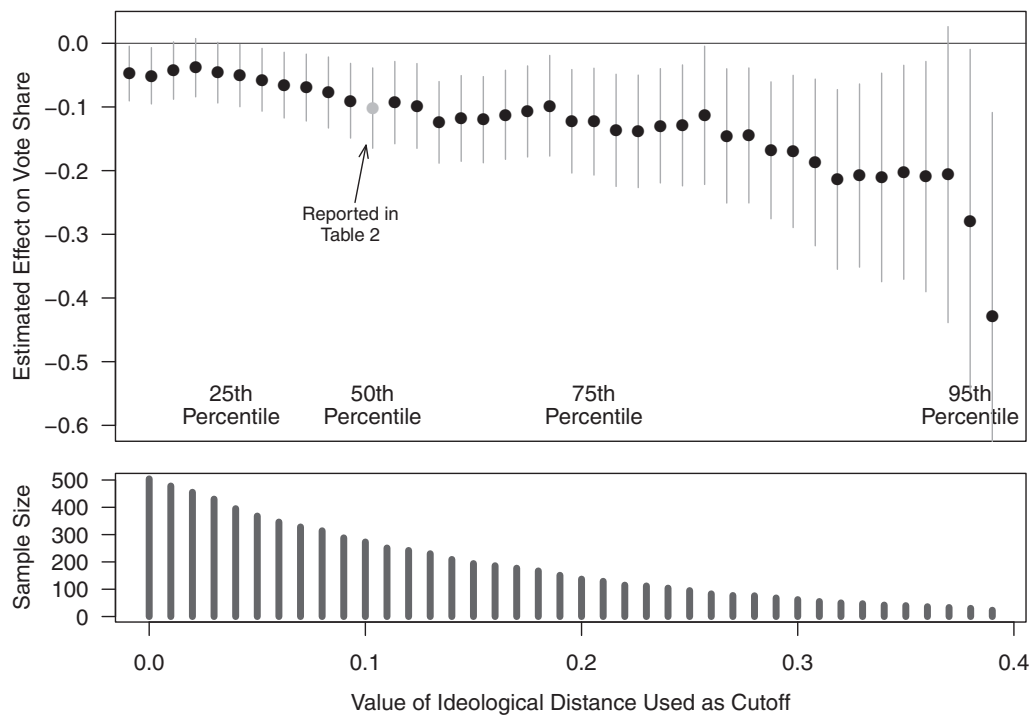 Estimated Effect on Vote Share
0.0
−0.1
−0.2
−0.3
−0.4
−0.5
−0.6
Reported in
Table 2
25th
Percentile
50th
Percentile
75th
Percentile
95th
Percentile
Sample Size
500
400
300
200
100
0
0.0 0.1 0.2 0.3 0.4
Value of Ideological Distance Used as Cutoff